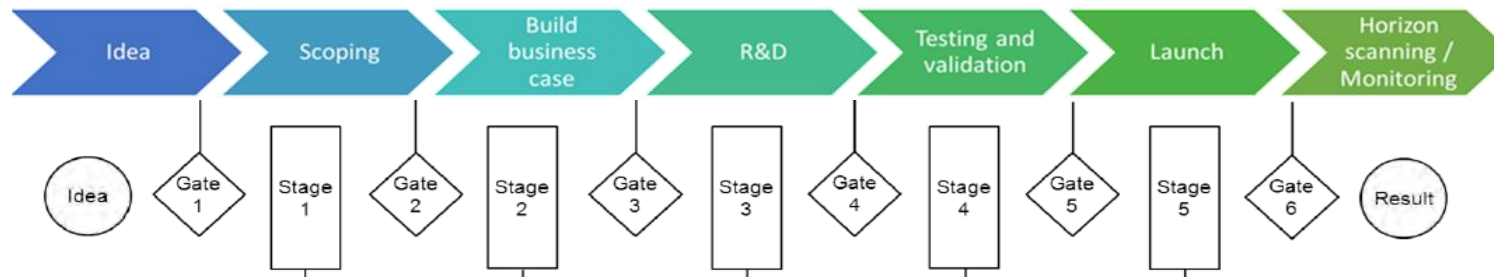 Idea
Scoping
Build
business
case
R&D
Testing and
validation
Launch
Horizon
scanning /
Monitoring
Idea
Gate
1
Stage
1
Gate
2
Stage
2
Gate
3
Stage
3
Gate
4
Stage
4
Gate
5
Stage
5
Gate
6
Result